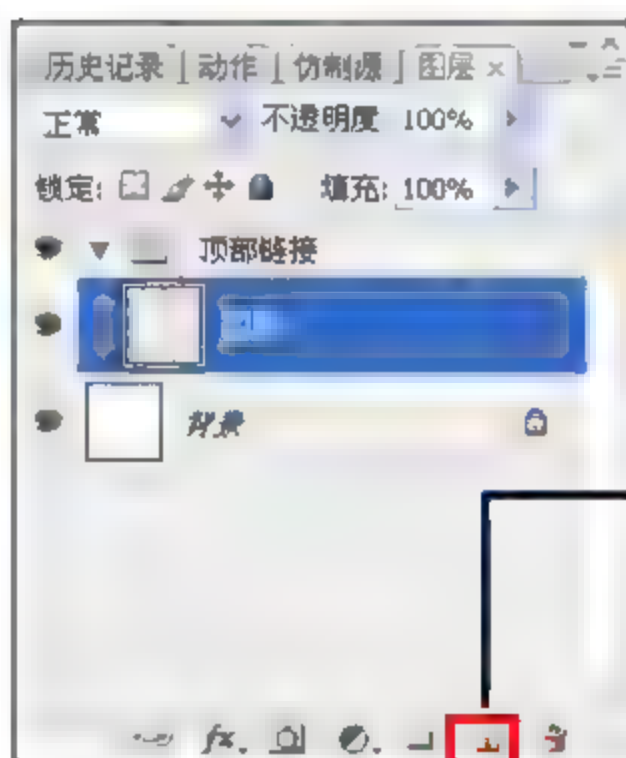 历史记录 动作 仿制源 图层 ×
正常 不透明度 100%
锁定: 填充: 100%
顶部链接
背景
fx.